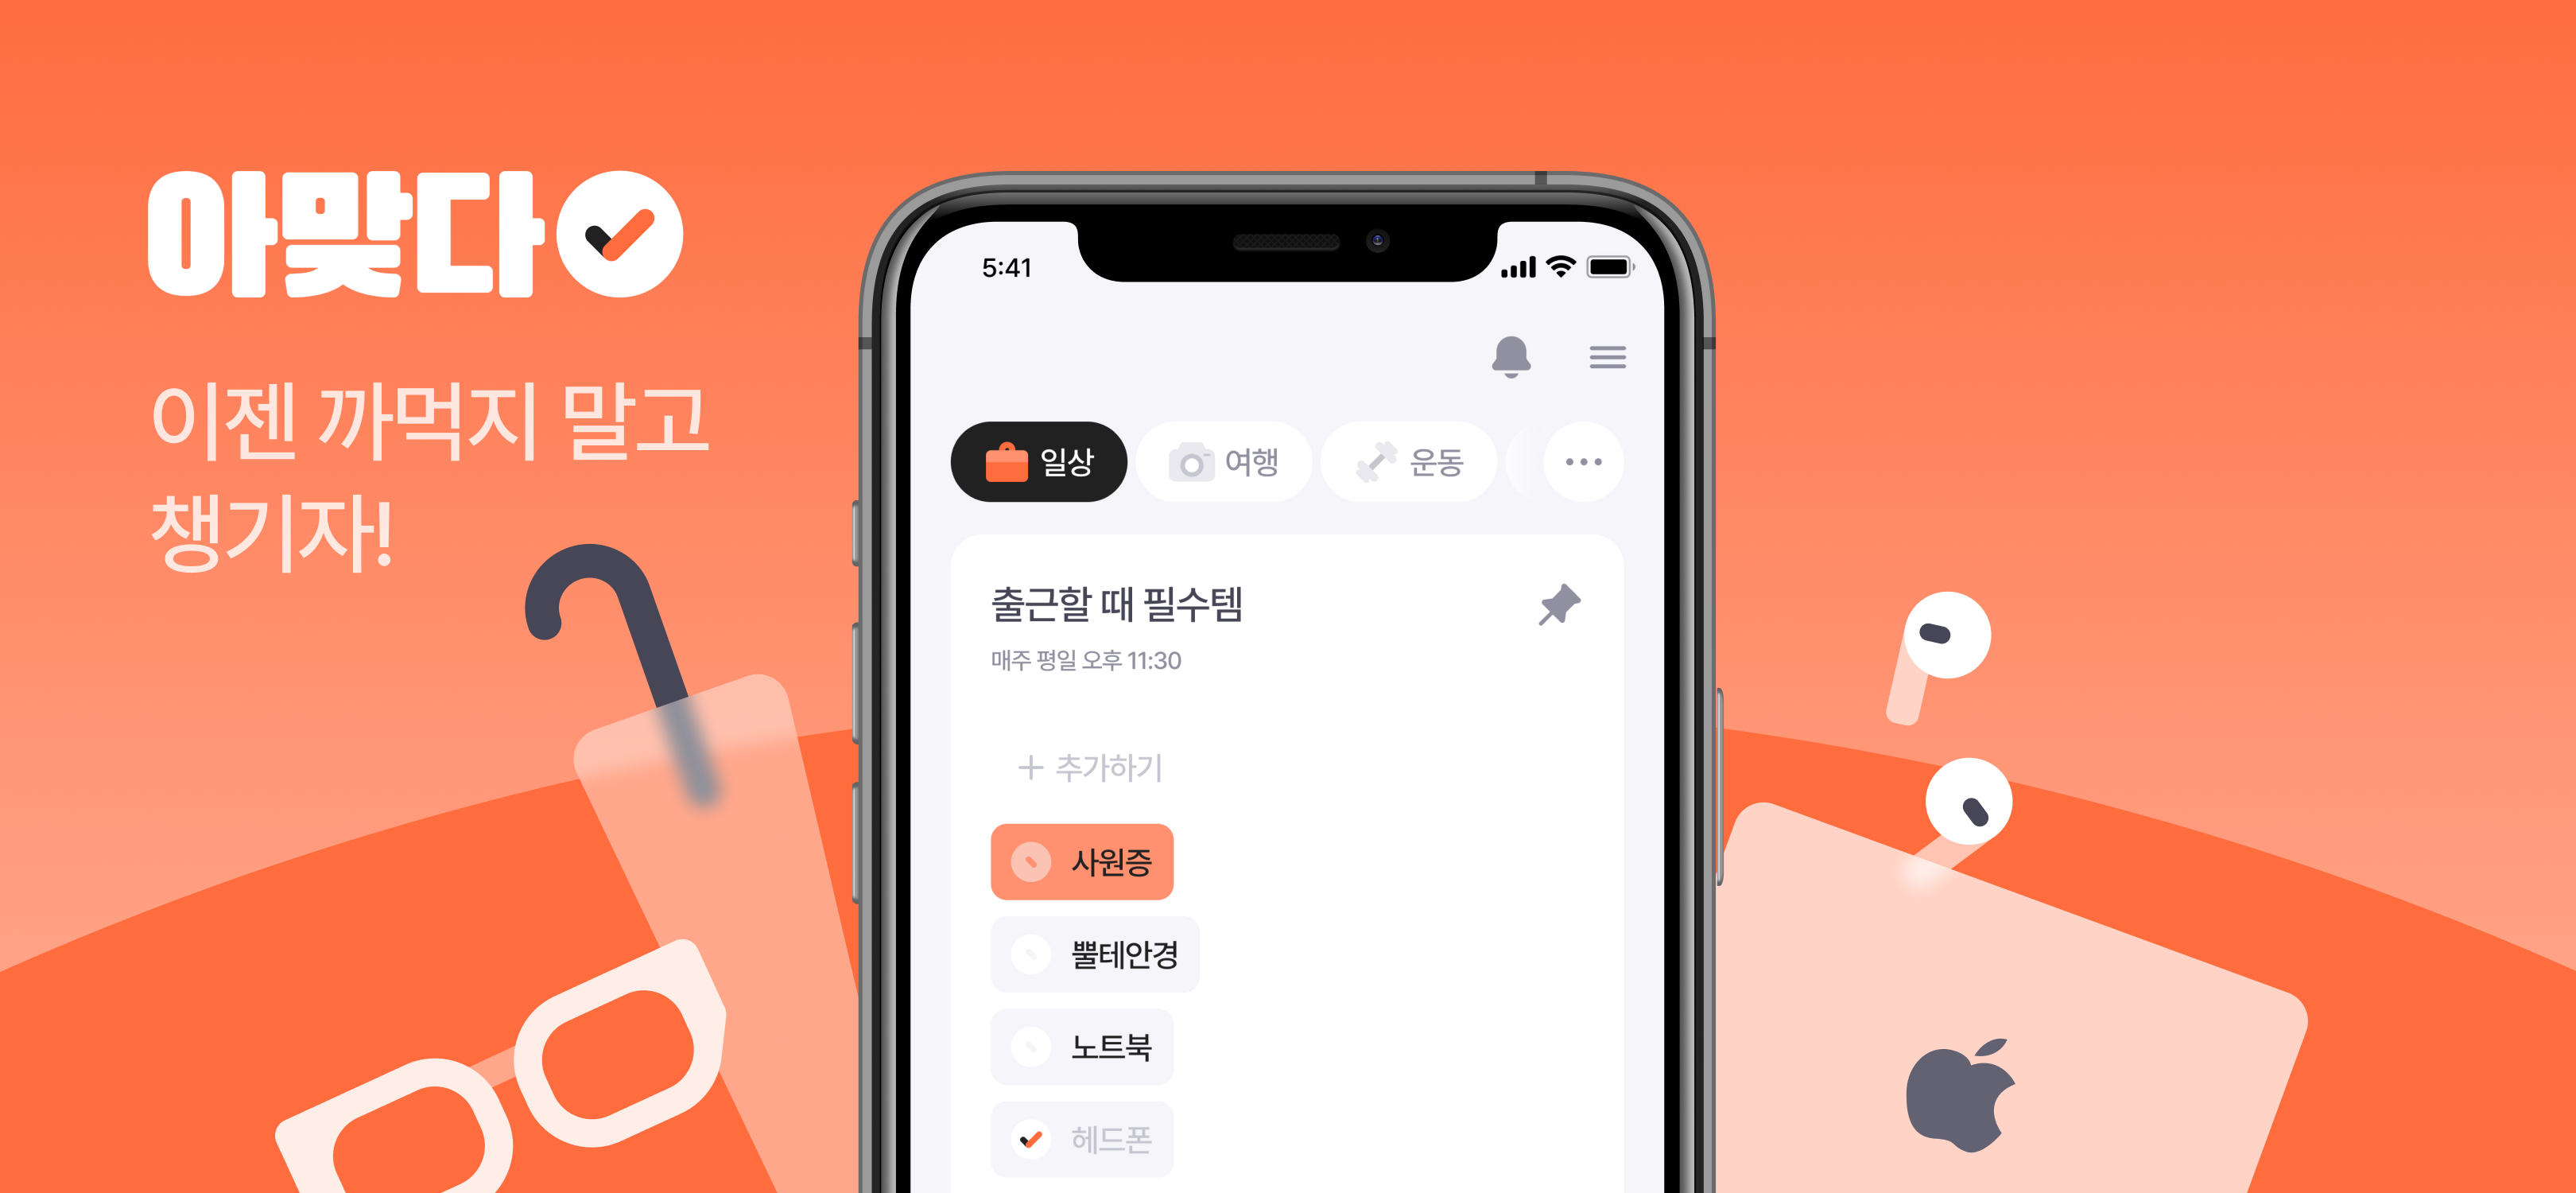 아맞다
이젠 까먹지 말고
챙기자!
5:41
일상
여행
운동
출근할 때 필수템
매주 평일 오후 11:30
+ 추가하기
사원증
뿔테안경
노트북
헤드폰